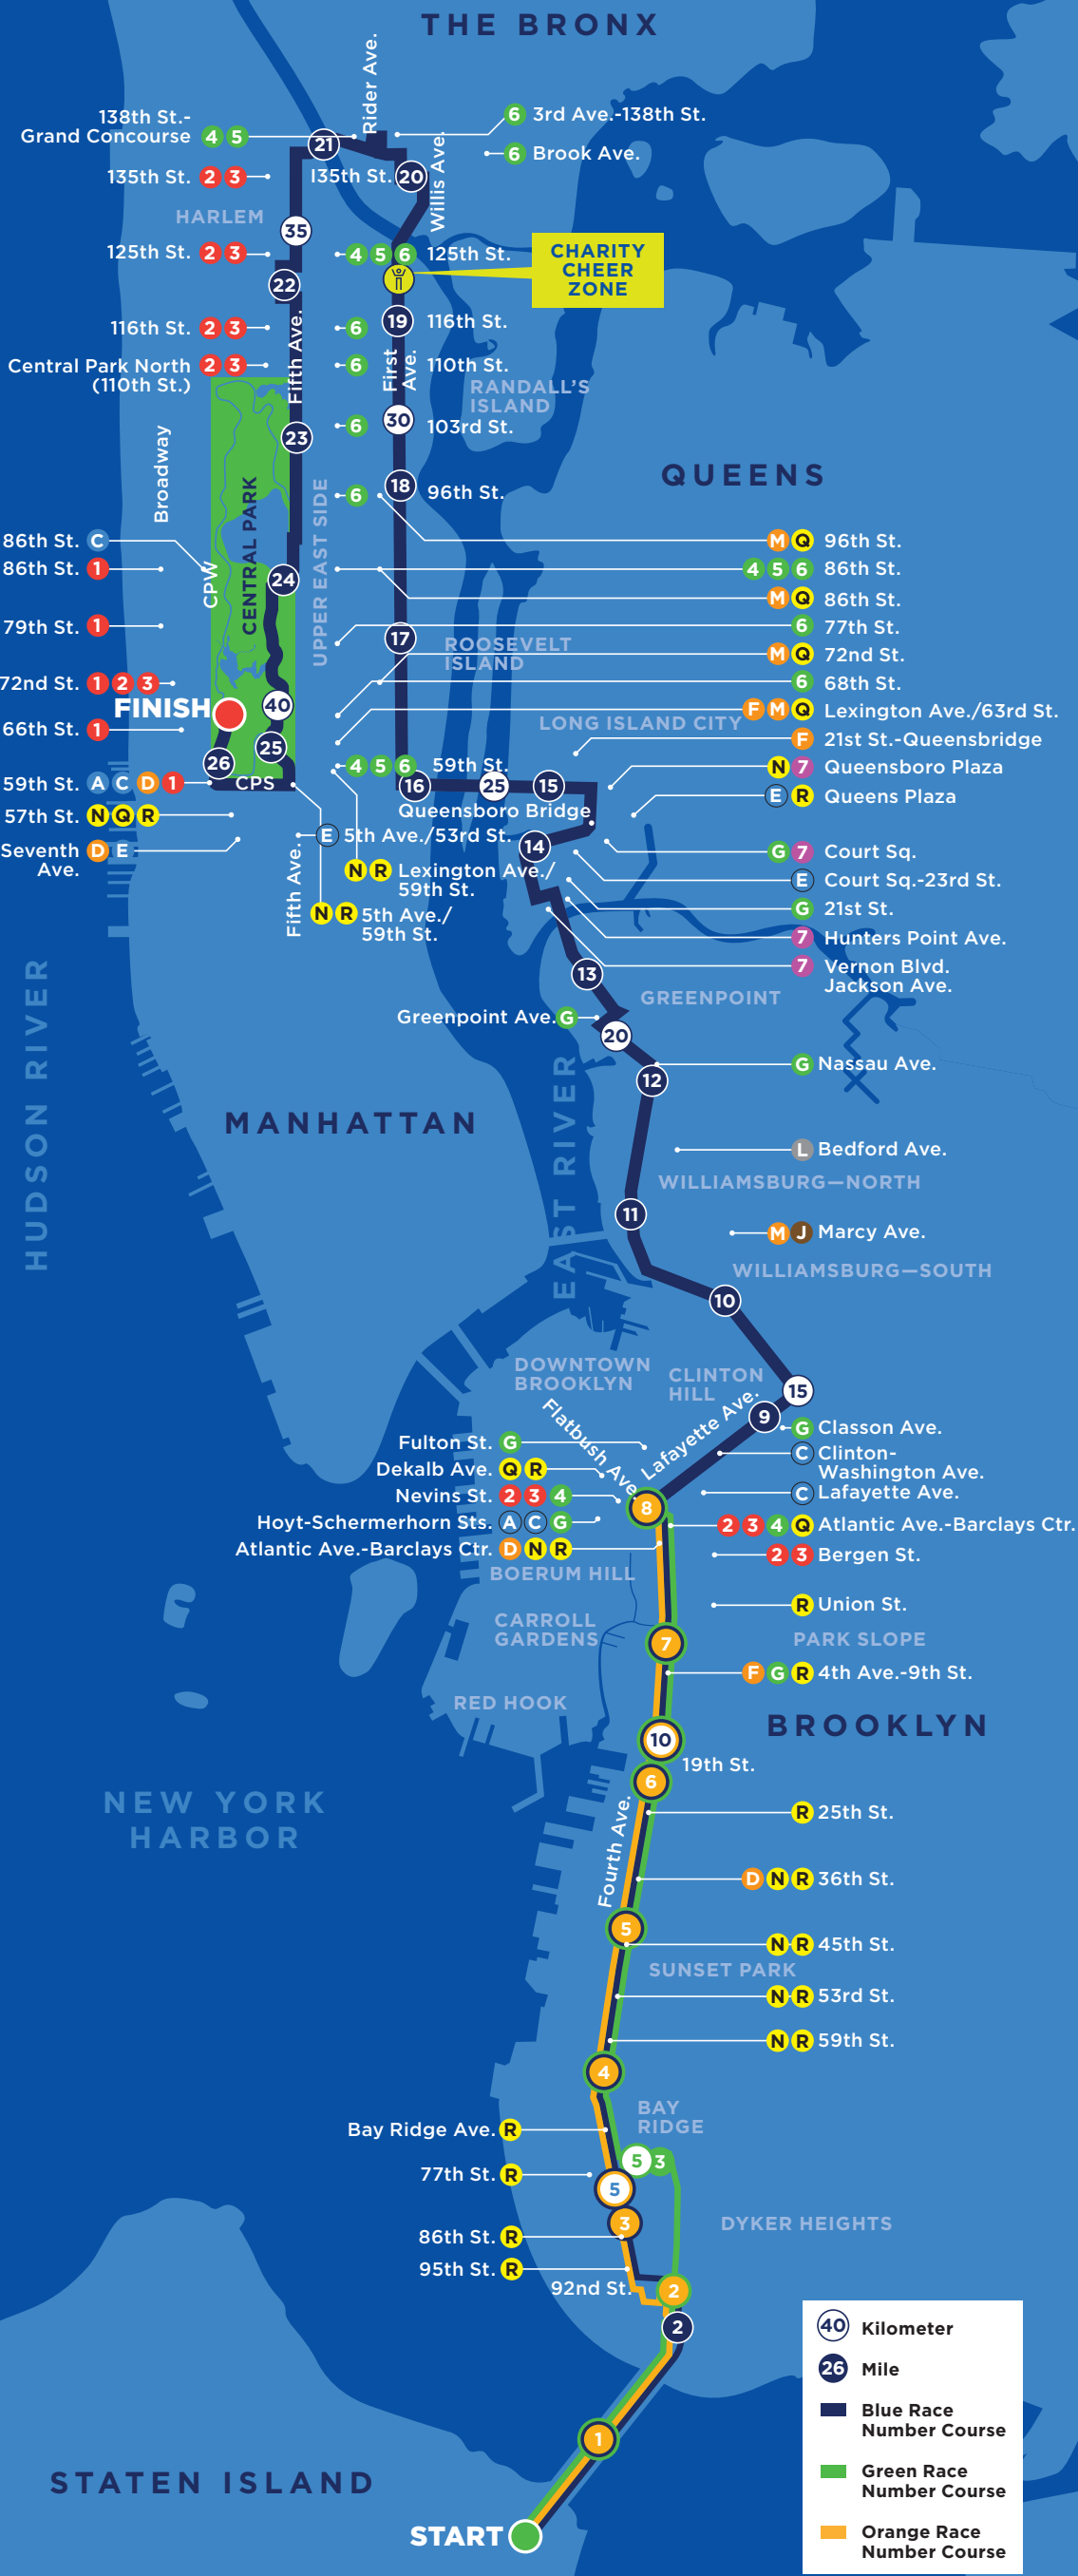 THE BRONX
Rider Ave.
138th St.-
Grand Concourse 4 5
6 3rd Ave.-138th St.
21
6 Brook Ave.
135th St. 2 3
I35th St. 20
Willis Ave.
HARLEM
35
125th St. 2 3
4 5 6 125th St.
CHARITY
CHEER
ZONE
22
116th St. 2 3
6
19 116th St.
Fifth Ave.
First
Ave.
Central Park North 2 3
(110th St.)
6
110th St.
RANDALL'S
ISLAND
30
6
103rd St.
23
Broadway
QUEENS
18
6
96th St.
UPPER EAST SIDE
CENTRAL PARK
CPW
86th St. C
M Q 96th St.
86th St. 1
4 5 6 86th St.
24
M Q 86th St.
79th St. 1
6 77th St.
17
ROOSEVELT
ISLAND
M Q 72nd St.
72nd St. 1 2 3
6 68th St.
FINISH
40
LONG ISLAND CITY
F M Q Lexington Ave./63rd St.
66th St. 1
25
F 21st St.-Queensbridge
26
4 5 6 59th St.
N 7 Queensboro Plaza
59th St. A C D 1
CPS
16
25
15
E R Queens Plaza
57th St. N Q R
Queensboro Bridge
E 5th Ave./53rd St.
14
Seventh D E
Ave.
G 7 Court Sq.
Fifth Ave.
N R Lexington Ave./
59th St.
E Court Sq.-23rd St.
N R 5th Ave./
59th St.
G 21st St.
7 Hunters Point Ave.
7 Vernon Blvd.
Jackson Ave.
13
HUDSON RIVER
GREENPOINT
Greenpoint Ave. G
20
G Nassau Ave.
12
MANHATTAN
EAST RIVER
L Bedford Ave.
WILLIAMSBURG—NORTH
11
M J Marcy Ave.
WILLIAMSBURG—SOUTH
10
DOWNTOWN
BROOKLYN
CLINTON
HILL
15
9
Flatbush Ave.
Lafayette Ave.
G Classon Ave.
Fulton St. G
C Clinton-
Washington Ave.
Dekalb Ave. Q R
C Lafayette Ave.
Nevins St. 2 3 4
8
Hoyt-Schermerhorn Sts. A C G
2 3 4 Q Atlantic Ave.-Barclays Ctr.
Atlantic Ave.-Barclays Ctr. D N R
2 3 Bergen St.
BOERUM HILL
R Union St.
CARROLL
GARDENS
7
PARK SLOPE
F G R 4th Ave.-9th St.
RED HOOK
BROOKLYN
10
19th St.
6
NEW YORK
HARBOR
R 25th St.
Fourth Ave.
D N R 36th St.
5
N R 45th St.
SUNSET PARK
N R 53rd St.
N R 59th St.
4
BAY
RIDGE
Bay Ridge Ave. R
5 3
77th St. R
5
3
DYKER HEIGHTS
86th St. R
95th St. R
92nd St.
2
2
1
STATEN ISLAND
START
40 Kilometer
26 Mile
Blue Race
Number Course
Green Race
Number Course
Orange Race
Number Course